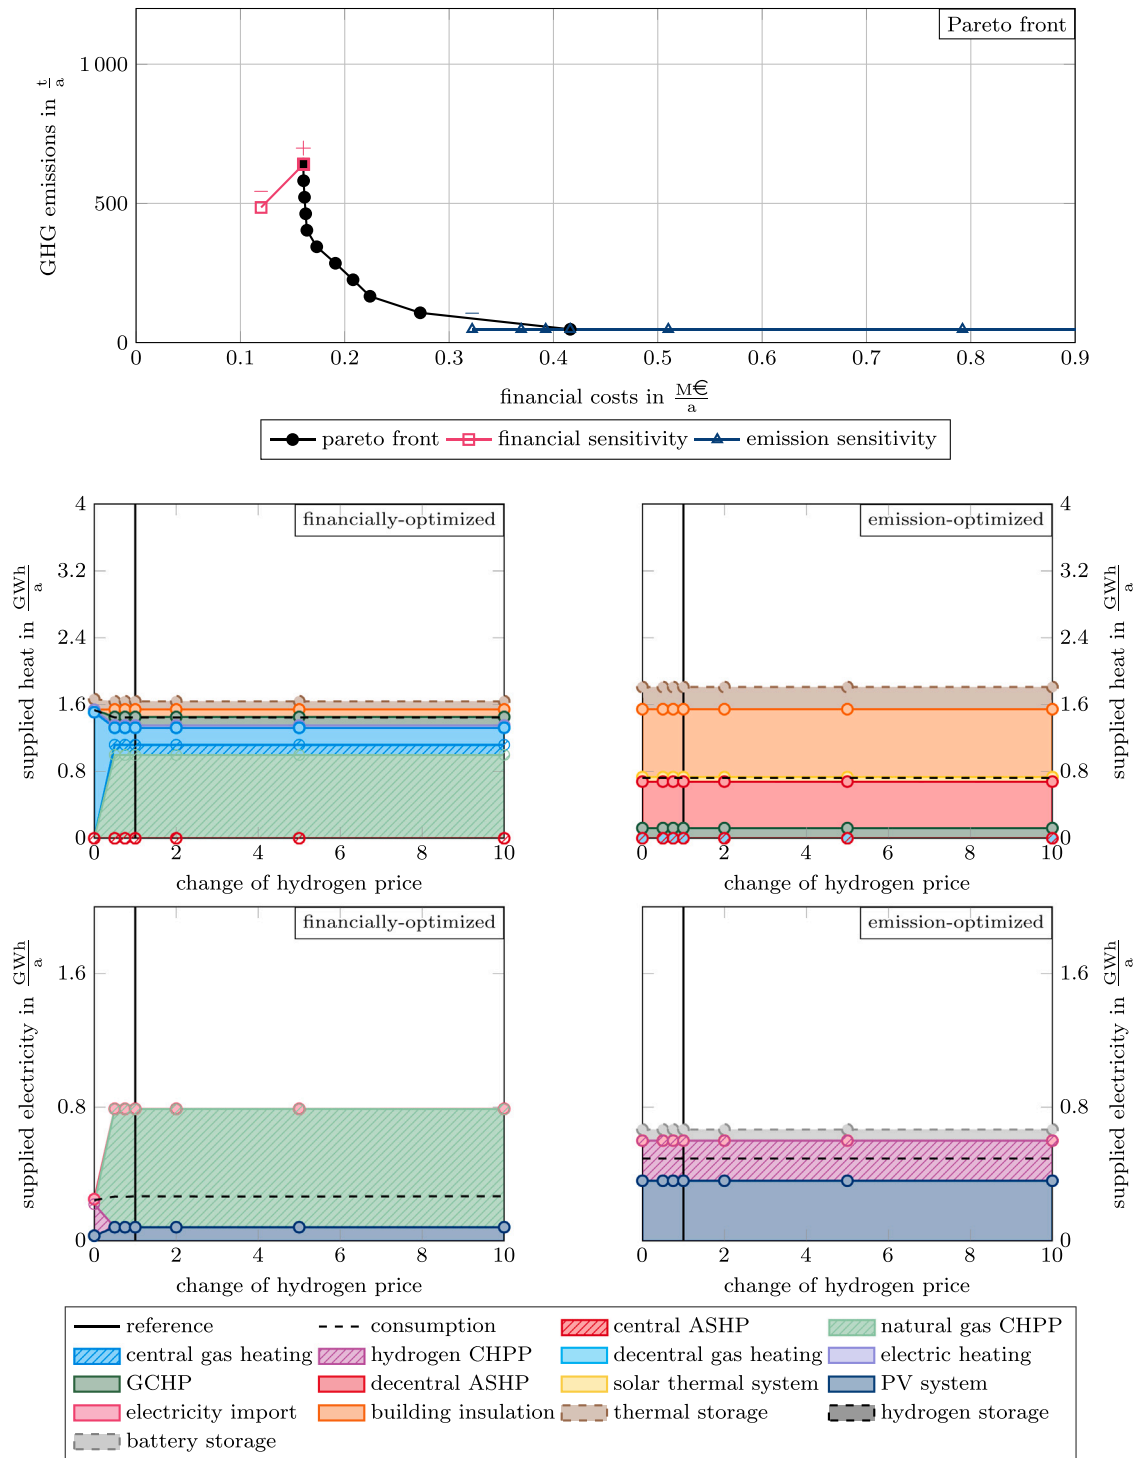 Pareto front
1 000
500
0
GHG emissions in t/a
+
−
−
0 0.1 0.2 0.3 0.4 0.5 0.6 0.7 0.8 0.9
financial costs in M€/a
pareto front financial sensitivity emission sensitivity
financially-optimized
4
3.2
2.4
1.6
0.8
0
supplied heat in GWh/a
0 2 4 6 8 10
change of hydrogen price
emission-optimized
4
3.2
2.4
1.6
0.8
0
supplied heat in GWh/a
0 2 4 6 8 10
change of hydrogen price
financially-optimized
1.6
0.8
0
supplied electricity in GWh/a
0 2 4 6 8 10
change of hydrogen price
emission-optimized
1.6
0.8
0
supplied electricity in GWh/a
0 2 4 6 8 10
change of hydrogen price
reference consumption central ASHP natural gas CHPP
central gas heating hydrogen CHPP decentral gas heating electric heating
GCHP decentral ASHP solar thermal system PV system
electricity import building insulation thermal storage hydrogen storage
battery storage